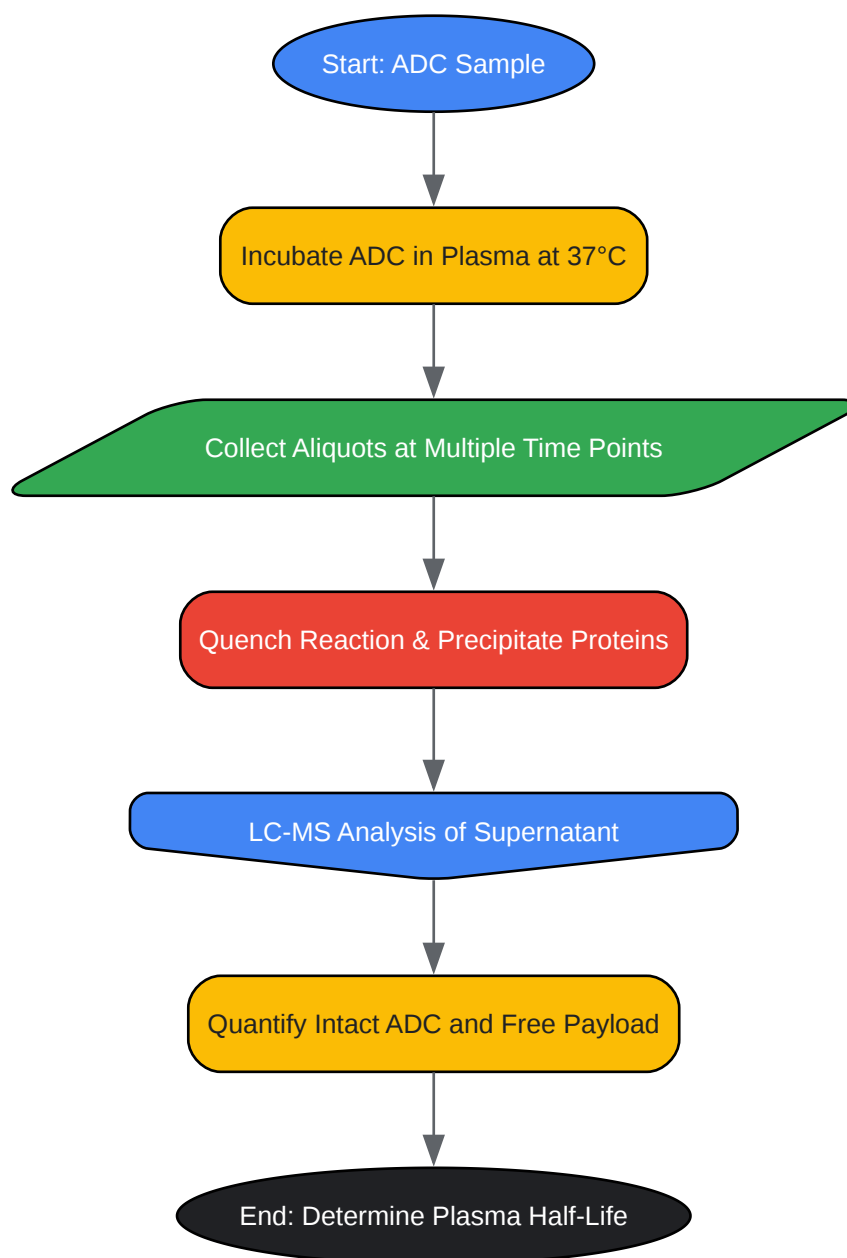 Start: ADC Sample
Incubate ADC in Plasma at 37°C
Collect Aliquots at Multiple Time Points
Quench Reaction & Precipitate Proteins
LC-MS Analysis of Supernatant
Quantify Intact ADC and Free Payload
End: Determine Plasma Half-Life